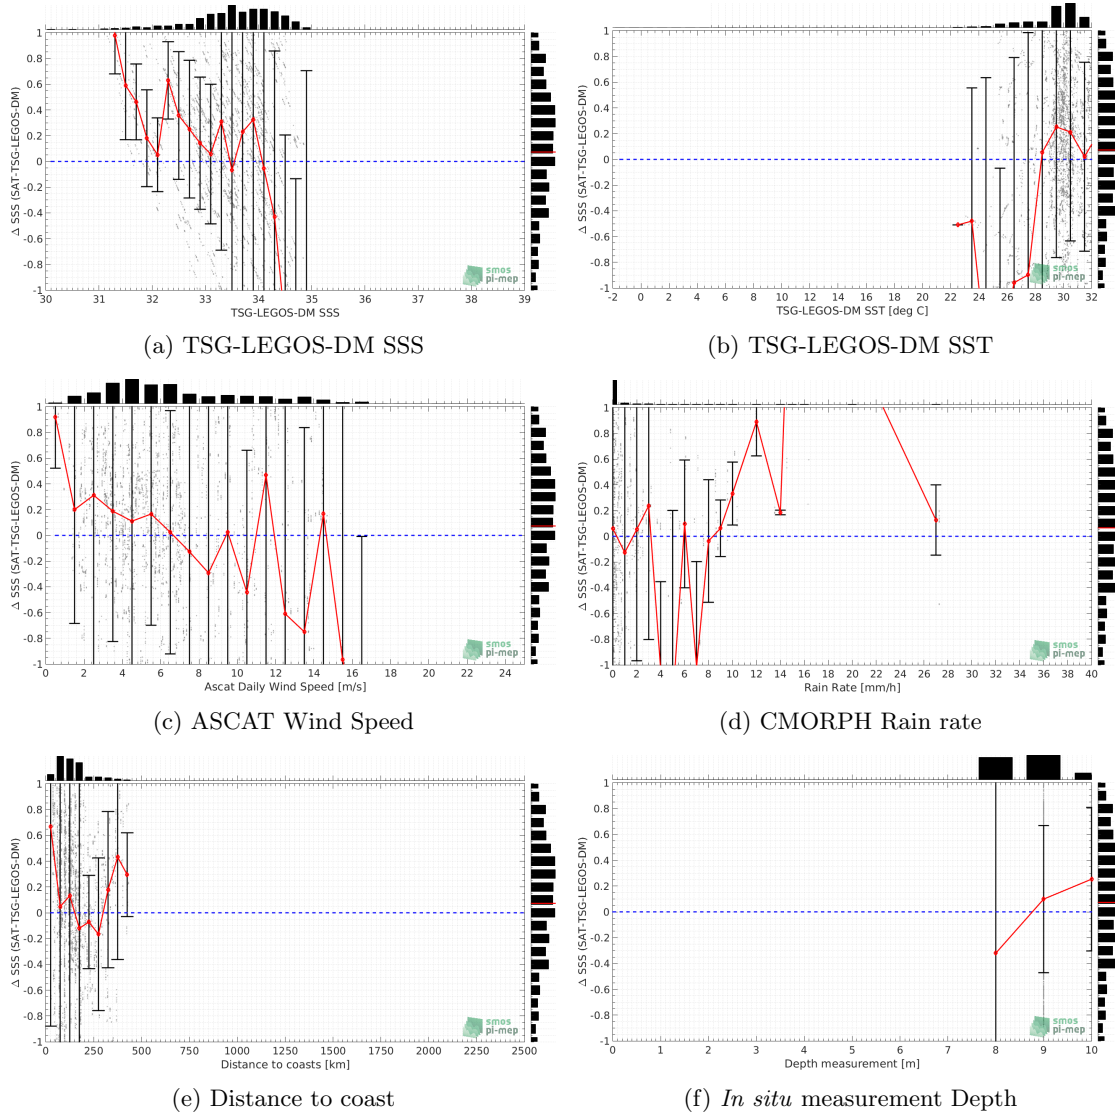 1
0.8
0.6
0.4
0.2
0
-0.2
-0.4
-0.6
-0.8
-1
Δ SSS (SAT-TSG-LEGOS-DM)
smos
pi-mep
30 31 32 33 34 35 36 37 38 39
TSG-LEGOS-DM SSS
(a) TSG-LEGOS-DM SSS
1
0.8
0.6
0.4
0.2
0
-0.2
-0.4
-0.6
-0.8
-1
Δ SSS (SAT-TSG-LEGOS-DM)
smos
pi-mep
-2 0 2 4 6 8 10 12 14 16 18 20 22 24 26 28 30 32
TSG-LEGOS-DM SST [deg C]
(b) TSG-LEGOS-DM SST
1
0.8
0.6
0.4
0.2
0
-0.2
-0.4
-0.6
-0.8
-1
Δ SSS (SAT-TSG-LEGOS-DM)
smos
pi-mep
0 2 4 6 8 10 12 14 16 18 20 22 24
Ascat Daily Wind Speed [m/s]
(c) ASCAT Wind Speed
1
0.8
0.6
0.4
0.2
0
-0.2
-0.4
-0.6
-0.8
-1
Δ SSS (SAT-TSG-LEGOS-DM)
smos
pi-mep
0 2 4 6 8 10 12 14 16 18 20 22 24 26 28 30 32 34 36 38 40
Rain Rate [mm/h]
(d) CMORPH Rain rate
1
0.8
0.6
0.4
0.2
0
-0.2
-0.4
-0.6
-0.8
-1
Δ SSS (SAT-TSG-LEGOS-DM)
smos
pi-mep
0 250 500 750 1000 1250 1500 1750 2000 2250 2500
Distance to coasts [km]
(e) Distance to coast
1
0.8
0.6
0.4
0.2
0
-0.2
-0.4
-0.6
-0.8
-1
Δ SSS (SAT-TSG-LEGOS-DM)
smos
pi-mep
0 1 2 3 4 5 6 7 8 9 10
Depth measurement [m]
(f) In situ measurement Depth